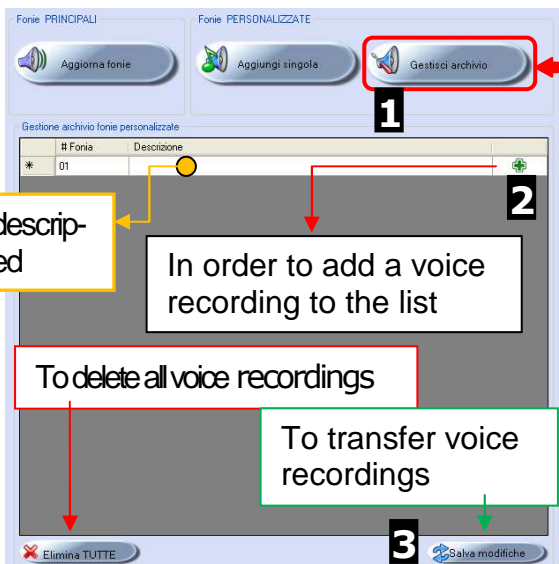 Fonie PRINCIPALI
Fonie PERSONALIZZATE
Aggiorna fonie
Aggiungi singola
Gestisci archivio
1
Gestione archivio fonie personalizzate
# Fonia Descrizione
* 01
2
descrip-
ed
In order to add a voice
recording to the list
To delete all voice recordings
To transfer voice
recordings
Elimina TUTTE
3
Salva modifiche